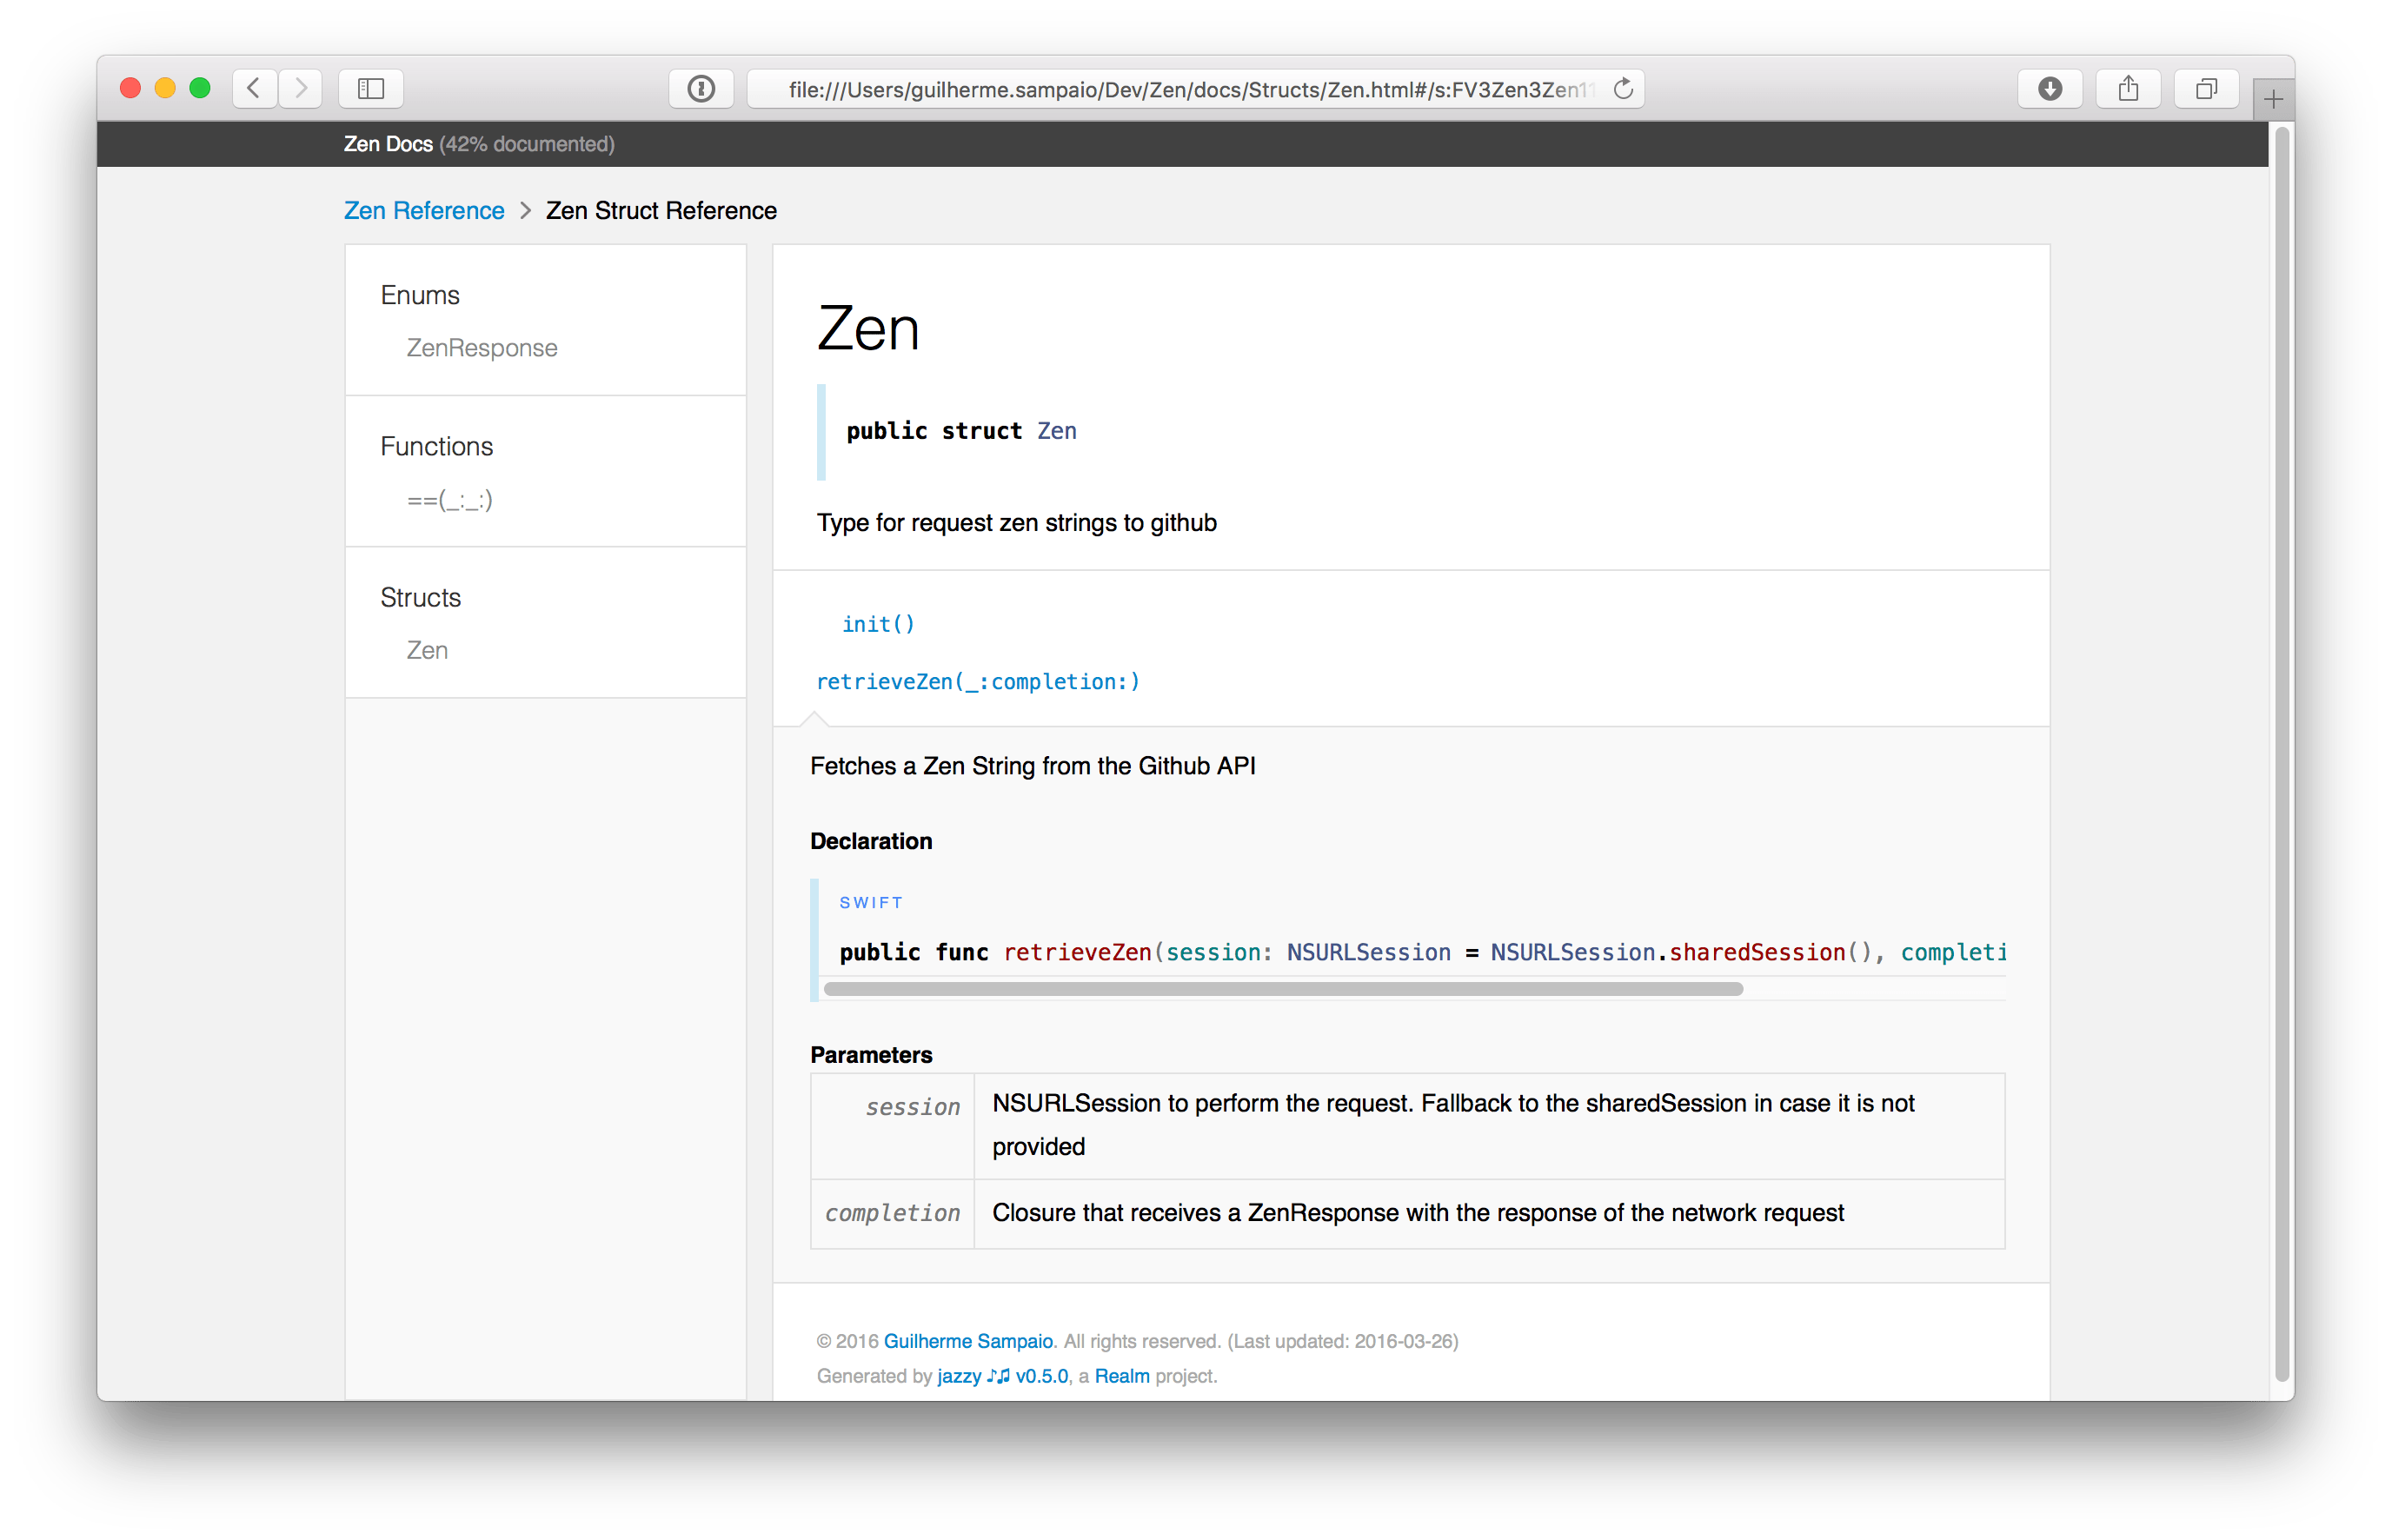 file:///Users/guilherme.sampaio/Dev/Zen/docs/Structs/Zen.html#/s:FV3Zen3Zen11
Zen Docs (42% documented)
Zen Reference > Zen Struct Reference
Enums
ZenResponse
Functions
==(_:_:)
Structs
Zen
Zen
public struct Zen
Type for request zen strings to github
init()
retrieveZen(_:completion:)
Fetches a Zen String from the Github API
Declaration
SWIFT
public func retrieveZen(session: NSURLSession = NSURLSession.sharedSession(), completi
Parameters
session NSURLSession to perform the request. Fallback to the sharedSession in case it is not
provided
completion Closure that receives a ZenResponse with the response of the network request
© 2016 Guilherme Sampaio. All rights reserved. (Last updated: 2016-03-26)
Generated by jazzy ♪♫ v0.5.0, a Realm project.